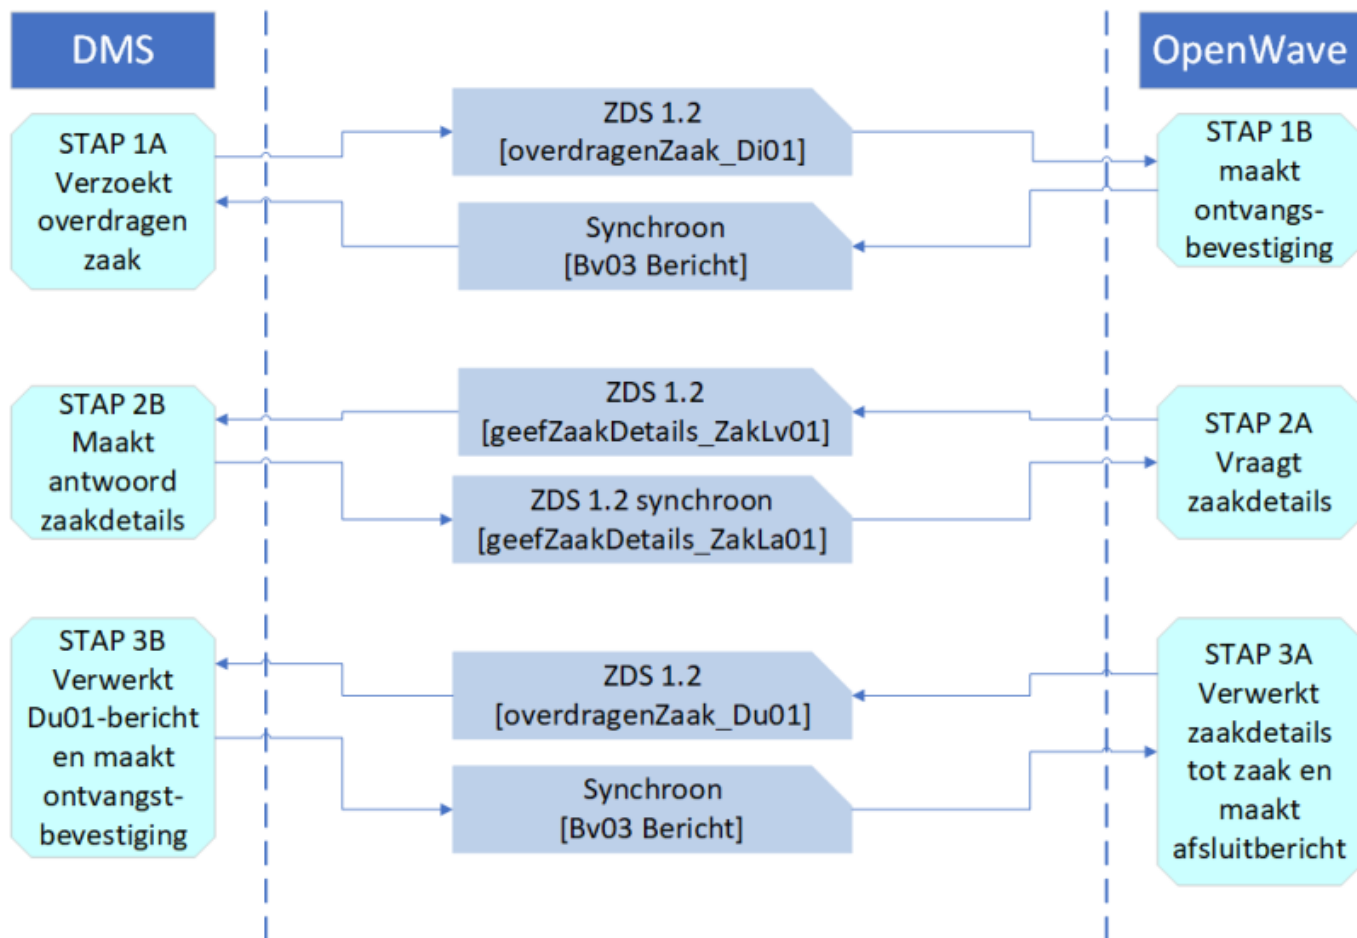 DMS
OpenWave
STAP 1A
Verzoekt
overdragen
zaak
ZDS 1.2
[overdragenZaak_Di01]
Synchroon
[Bv03 Bericht]
STAP 1B
maakt
ontvangs-
bevestiging
STAP 2B
Maakt
antwoord
zaakdetails
ZDS 1.2
[geefZaakDetails_ZakLv01]
ZDS 1.2 synchroon
[geefZaakDetails_ZakLa01]
STAP 2A
Vraagt
zaakdetails
STAP 3B
Verwerkt
Du01-bericht
en maakt
ontvangst-
bevestiging
ZDS 1.2
[overdragenZaak_Du01]
Synchroon
[Bv03 Bericht]
STAP 3A
Verwerkt
zaakdetails
tot zaak en
maakt
afsluitbericht